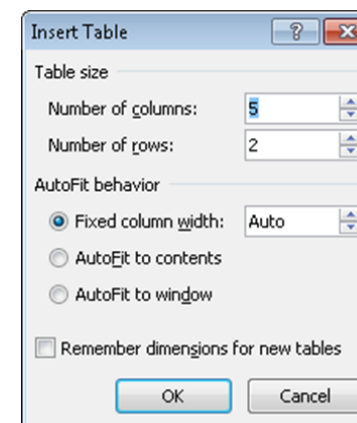 Insert Table
Table size
Number of columns: 5
Number of rows: 2
AutoFit behavior
Fixed column width: Auto
AutoFit to contents
AutoFit to window
Remember dimensions for new tables
OK Cancel